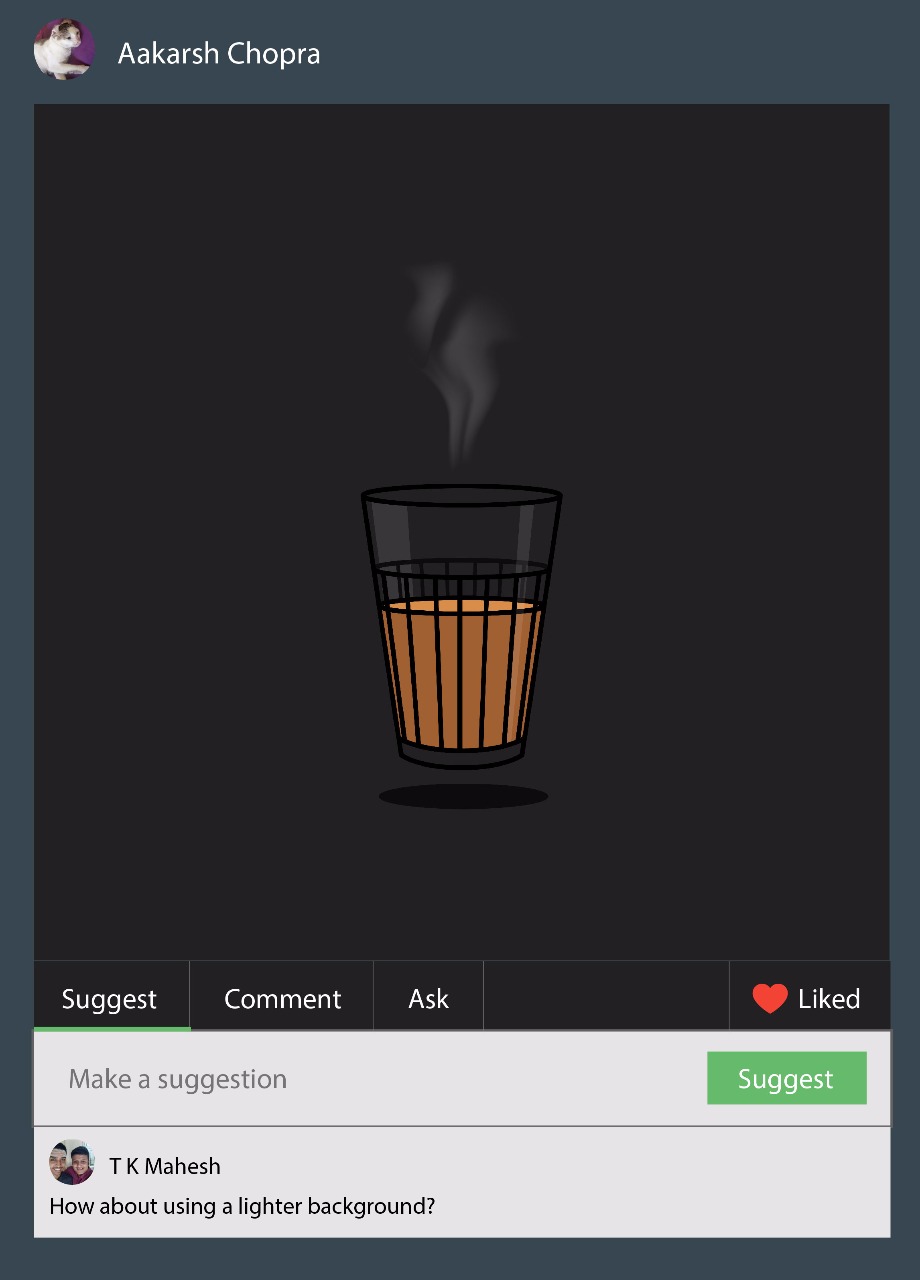 Aakarsh Chopra
Suggest
Comment
Ask
Liked
Make a suggestion
Suggest
T K Mahesh
How about using a lighter background?